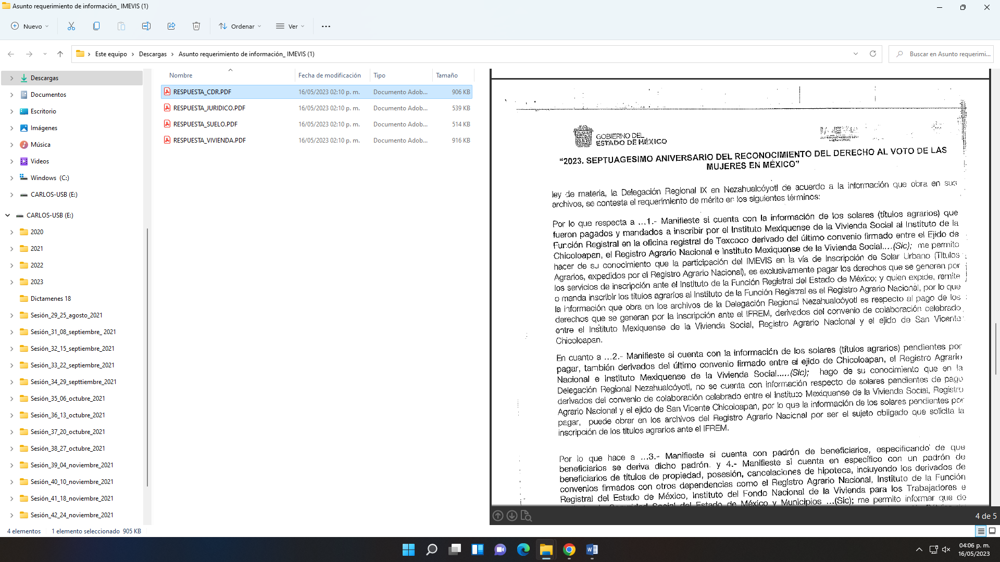 Asunto requerimiento de información_ IMEVIS (1)
Nuevo
Ordenar
Ver
Este equipo > Descargas > Asunto requerimiento de información_ IMEVIS (1)
Buscar en Asunto requerimi...
Descargas
Documentos
Escritorio
Imágenes
Música
Videos
Windows (C:)
CARLOS-USB (E:)
CARLOS-USB (E:)
2020
2021
2022
2023
Dictamenes 18
Sesión_29_25_agosto_2021
Sesión_31_08_septiembre_ 2021
Sesión_32_15_septiembre_2021
Sesión_33_22_septiembre_2021
Sesión_34_29_septtiembre_2021
Sesión_35_06_octubre_2021
Sesión_36_13_octubre_2021
Sesión_37_20_octubre_2021
Sesión_38_27_octubre_2021
Sesión_39_04_noviembre_2021
Sesión_40_10_noviembre_2021
Sesión_41_18_noviembre_2021
Sesión_42_24_noviembre_2021
Nombre Fecha de modificación Tipo Tamaño
RESPUESTA_CDR.PDF 16/05/2023 02:10 p. m. Documento Adob... 906 KB
RESPUESTA_JURIDICO.PDF 16/05/2023 02:10 p. m. Documento Adob... 539 KB
RESPUESTA_SUELO.PDF 16/05/2023 02:10 p. m. Documento Adob... 514 KB
RESPUESTA_VIVIENDA.PDF 16/05/2023 02:10 p. m. Documento Adob... 916 KB
GOBIERNO DEL
ESTADO DE MÉXICO
"2023. SEPTUAGESIMO ANIVERSARIO DEL RECONOCIMIENTO DEL DERECHO AL VOTO DE LAS
MUJERES EN MÉXICO"
ley de materia, la Delegación Regional IX en Nezahualcóyotl de acuerdo a la información que obra en sus
archivos, se contesta el requerimiento de mérito en los siguientes términos:
Por lo que respecta a ...1.- Manifieste si cuenta con la información de los solares (títulos agrarios) que
fueron pagados y mandados a inscribir por el Instituto Mexiquense de la Vivienda Social al Instituto de la
Función Registral en la oficina registral de Texcoco derivado del último convenio firmado entre el Ejido de
Chicoloapan, el Registro Agrario Nacional e Instituto Mexiquense de la Vivienda Social....(Sic); me permito
hacer de su conocimiento que la participación del IMEVIS en la vía de Inscripción de Solar Urbano (Títulos
Agrarios, expedidos por el Registro Agrario Nacional), es exclusivamente pagar los derechos que se generen por
los servicios de inscripción ante el Instituto de la Función Registral del Estado de México; y quien expide, remite
o manda inscribir los títulos agrarios al Instituto de la Función Registral es el Registro Agrario Nacional, por lo que
la información que obra en los archivos de la Delegación Regional Nezahualcóyotl es respecto al pago de los
derechos que se generan por la inscripción ante el IFREM, derivados del convenio de colaboración celebrado
entre el Instituto Mexiquense de la Vivienda Social, Registro Agrario Nacional y el ejido de San Vicente
Chicoloapan.
En cuanto a ...2.- Manifieste si cuenta con la información de los solares (títulos agrarios) pendientes por
pagar, también derivados del último convenio firmado entre el ejido de Chicoloapan, el Registro Agrario
Nacional e Instituto Mexiquense de la Vivienda Social.....(Sic); hago de su conocimiento que en la
Delegación Regional Nezahualcóyotl, no se cuenta con información respecto de solares pendientes de pago
derivados del convenio de colaboración celebrado entre el Instituto Mexiquense de la Vivienda Social, Registro
Agrario Nacional y el ejido de San Vicente Chicoloapan, por lo que la información de los solares pendientes por
pagar, puede obrar en los archivos del Registro Agrario Nacional por ser el sujeto obligado que solicita la
inscripción de los títulos agrarios ante el IFREM.
Por lo que hace a ...3.- Manifieste si cuenta con padrón de beneficiarios, especificando de que
beneficiarios se deriva dicho padrón. y 4.- Manifieste si cuenta en específico con un padrón de
beneficiarios de títulos de propiedad, posesión, cancelaciones de hipoteca, incluyendo los derivados de
convenios firmados con otros dependencias como el Registro Agrario Nacional, Instituto de la Función
Registral del Estado de México, Instituto del Fondo Nacional de la Vivienda para los Trabajadores e
Seguridad Social del Estado de México y Municipios ...(Sic); me permito informar que de
4 de 5
4 elementos 1 elemento seleccionado 905 KB
04:06 p. m.
16/05/2023